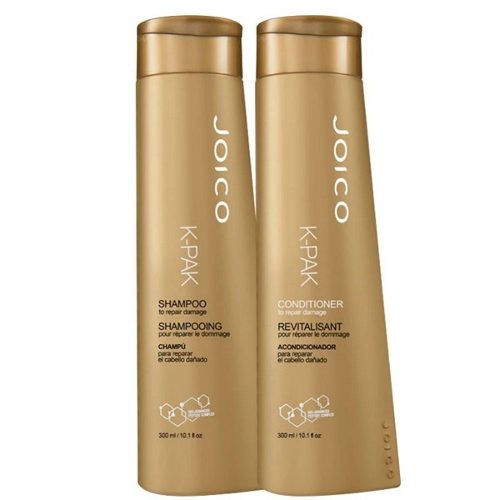 JOICO
K-PAK
SHAMPOO
to repair damage
SHAMPOOING
pour réparer le dommage
CHAMPÚ
para reparar
el cabello dañado
300 ml / 10.1 fl oz
JOICO
K-PAK
CONDITIONER
to repair damage
REVITALISANT
pour réparer le dommage
ACONDICIONADOR
para reparar
el cabello dañado
300 ml / 10.1 fl oz
JOICO